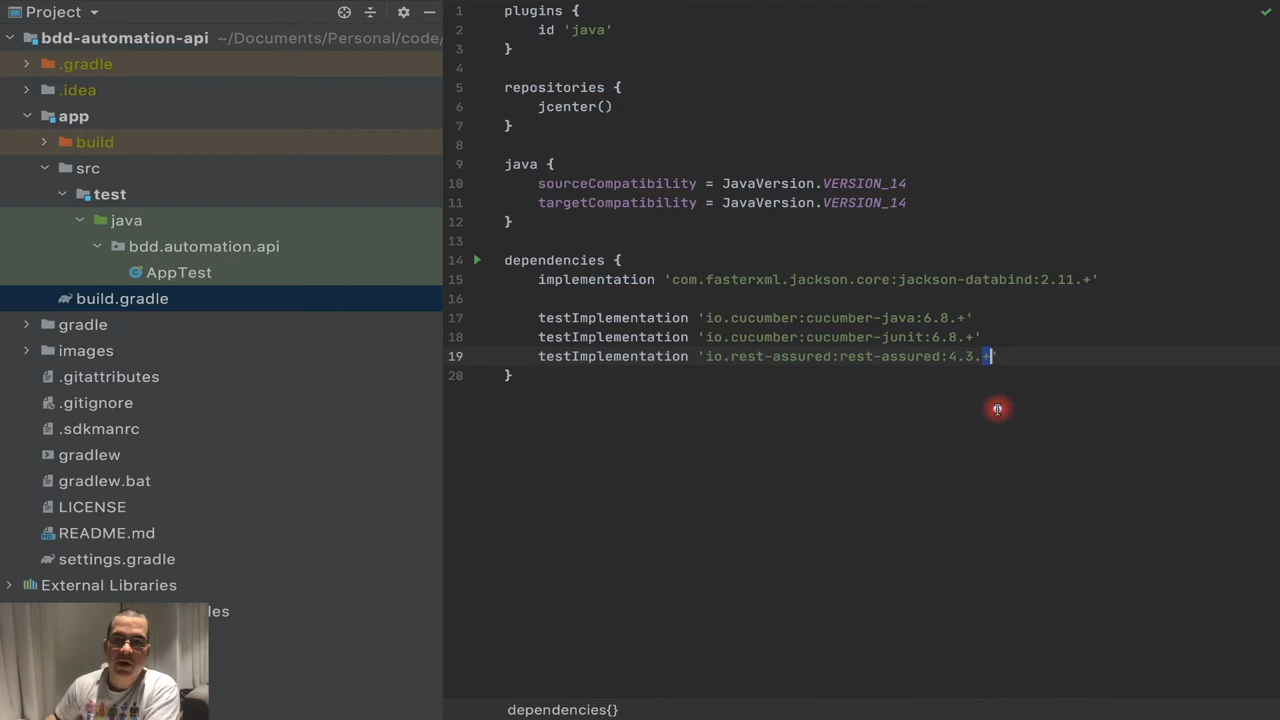 Project
bdd-automation-api ~/Documents/Personal/code/
.gradle
.idea
app
build
src
test
java
bdd.automation.api
AppTest
build.gradle
gradle
images
.gitattributes
.gitignore
.sdkmanrc
gradlew
gradlew.bat
LICENSE
README.md
settings.gradle
External Libraries
les
1 plugins {
2 id 'java'
3 }
4
5 repositories {
6 jcenter()
7 }
8
9 java {
10 sourceCompatibility = JavaVersion.VERSION_14
11 targetCompatibility = JavaVersion.VERSION_14
12 }
13
14 dependencies {
15 implementation 'com.fasterxml.jackson.core:jackson-databind:2.11.+'
16
17 testImplementation 'io.cucumber:cucumber-java:6.8.+'
18 testImplementation 'io.cucumber:cucumber-junit:6.8.+'
19 testImplementation 'io.rest-assured:rest-assured:4.3.+'
20 }
dependencies{}